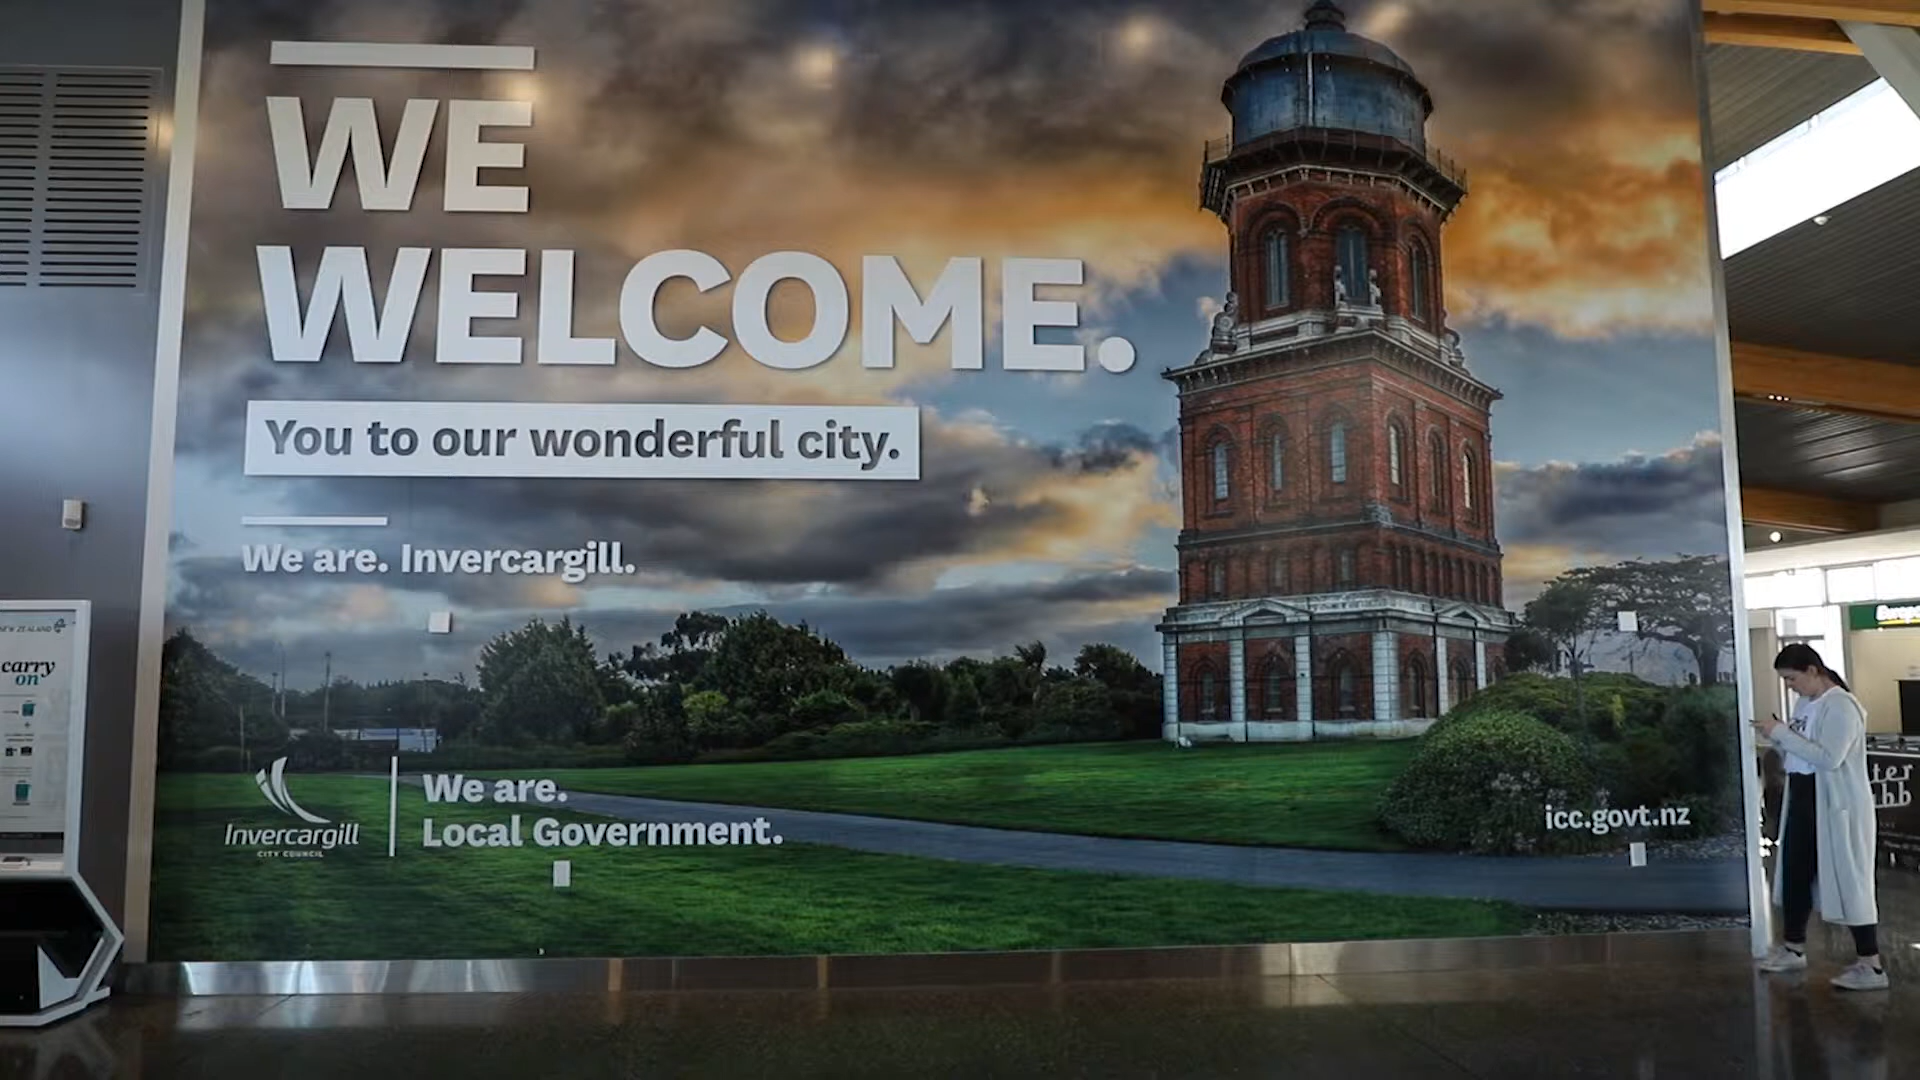 WE
WELCOME.
You to our wonderful city.
We are. Invercargill.
NEW ZEALAND
carry
on
Invercargill
CITY COUNCIL
We are.
Local Government.
icc.govt.nz